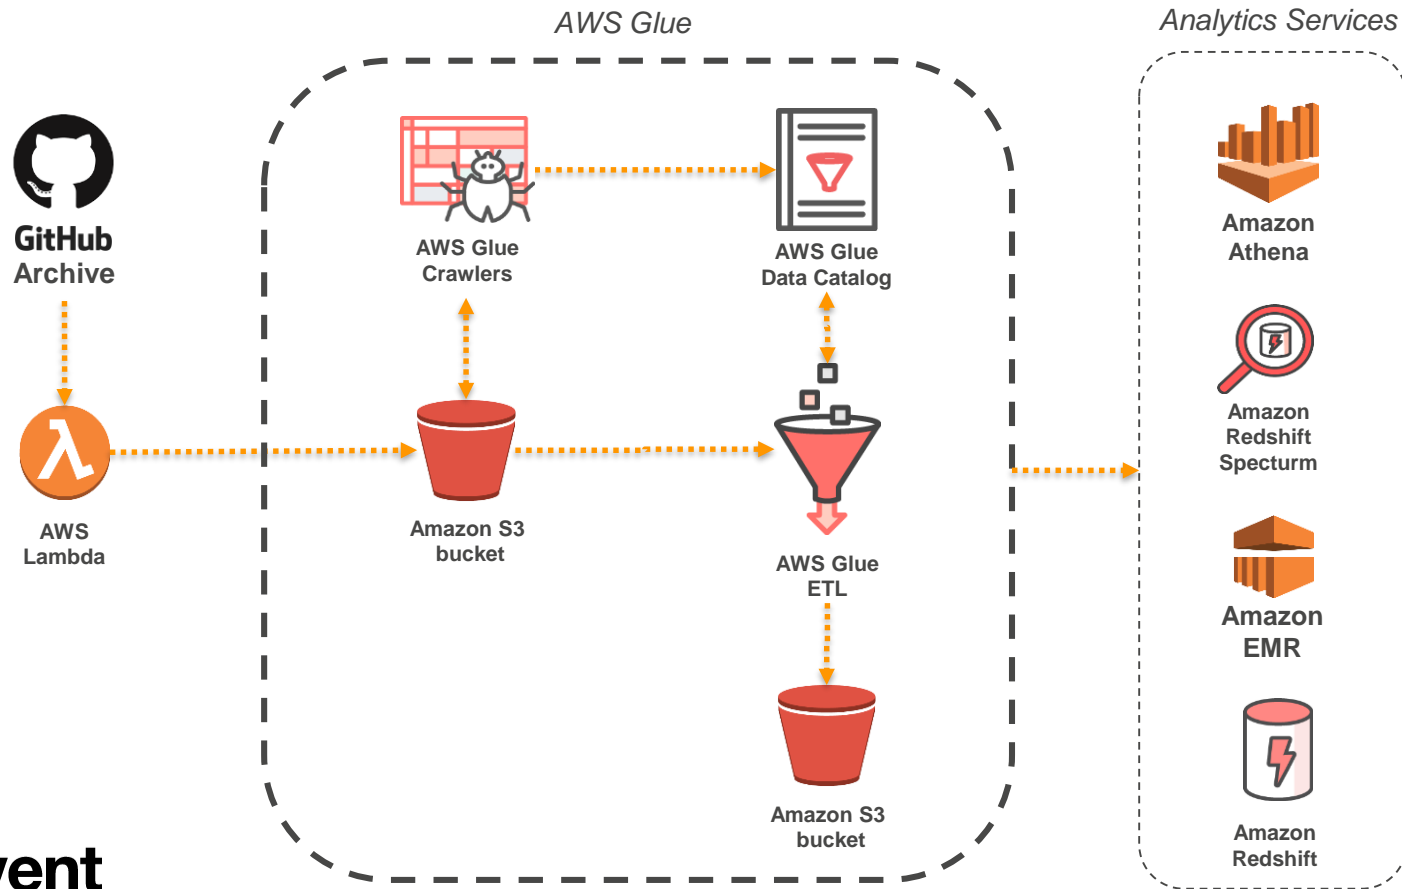 AWS Glue
Analytics Services
GitHub
Archive
AWS Glue
Crawlers
AWS Glue
Data Catalog
Amazon
Athena
Amazon
Redshift
Specturm
AWS
Lambda
Amazon S3
bucket
AWS Glue
ETL
Amazon
EMR
Amazon S3
bucket
Amazon
Redshift